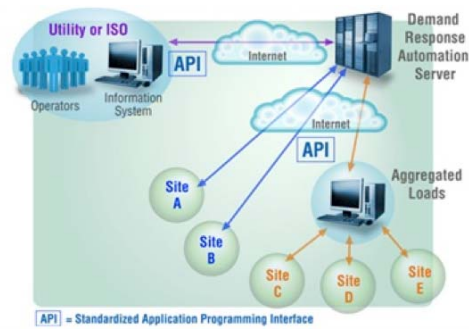 Utility or ISO
API
Internet
Demand
Response
Automation
Server
Operators
Information
System
Internet
API
Aggregated
Loads
Site
A
Site
B
Site
C
Site
D
Site
E
API = Standardized Application Programming Interface